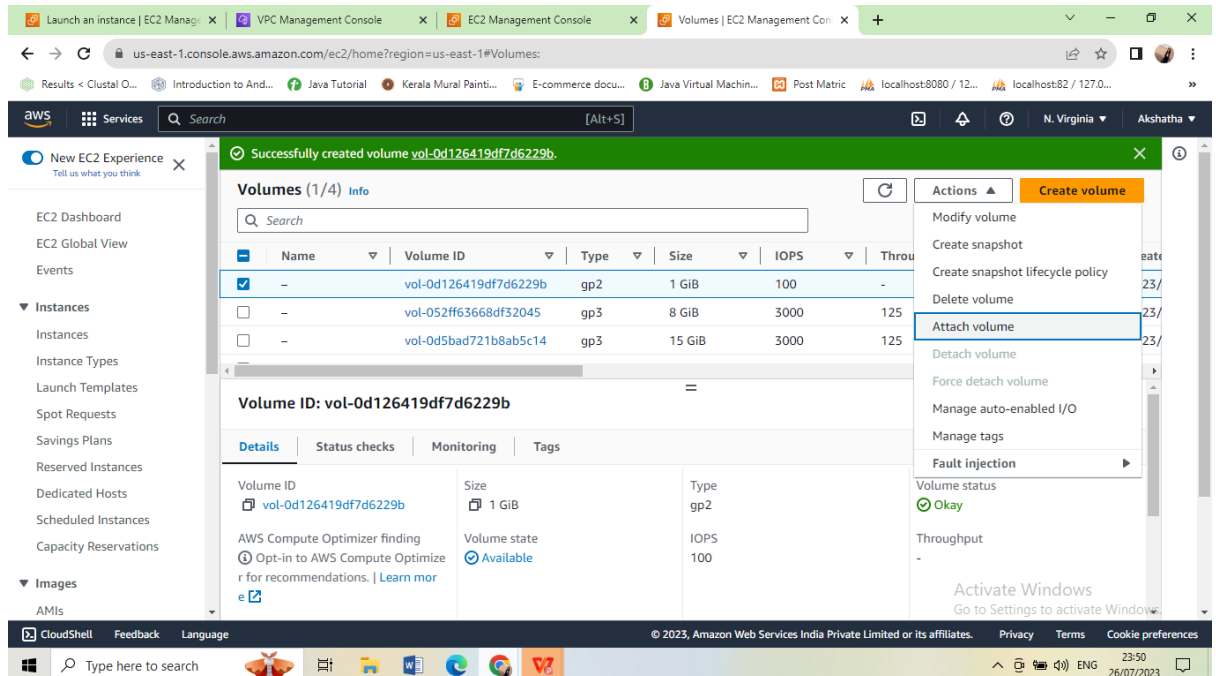 Launch an instance | EC2 Manage
VPC Management Console
EC2 Management Console
Volumes | EC2 Management Con
us-east-1.console.aws.amazon.com/ec2/home?region=us-east-1#Volumes:
Results < Clustal O... Introduction to And... Java Tutorial Kerala Mural Painti... E-commerce docu... Java Virtual Machin... Post Matric localhost:8080 / 12... localhost:82 / 127.0... »
aws Services Search [Alt+S] N. Virginia Akshatha
New EC2 Experience
Tell us what you think
EC2 Dashboard
EC2 Global View
Events
Instances
Instances
Instance Types
Launch Templates
Spot Requests
Savings Plans
Reserved Instances
Dedicated Hosts
Scheduled Instances
Capacity Reservations
Images
AMIs
Successfully created volume vol-0d126419df7d6229b.
Volumes (1/4) Info
Actions Create volume
Search
Name Volume ID Type Size IOPS Throu eate
– vol-0d126419df7d6229b gp2 1 GiB 100 - 23/
– vol-052ff63668df32045 gp3 8 GiB 3000 125 23/
– vol-0d5bad721b8ab5c14 gp3 15 GiB 3000 125 23/
Modify volume
Create snapshot
Create snapshot lifecycle policy
Delete volume
Attach volume
Detach volume
Force detach volume
Manage auto-enabled I/O
Manage tags
Fault injection
Volume ID: vol-0d126419df7d6229b
Details Status checks Monitoring Tags
Volume ID
vol-0d126419df7d6229b
Size
1 GiB
Type
gp2
Volume status
Okay
AWS Compute Optimizer finding
Opt-in to AWS Compute Optimize
r for recommendations. | Learn mor
e
Volume state
Available
IOPS
100
Throughput
-
Activate Windows
Go to Settings to activate Windows.
CloudShell Feedback Language © 2023, Amazon Web Services India Private Limited or its affiliates. Privacy Terms Cookie preferences
Type here to search ENG 23:50
26/07/2023